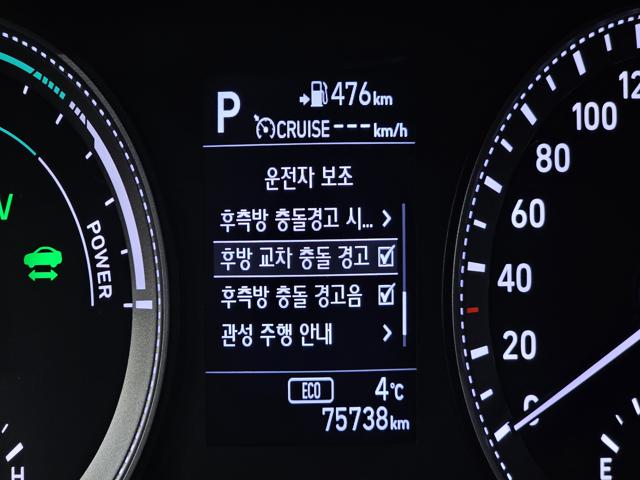 P
476km
CRUISE ---km/h
운전자 보조
후측방 충돌경고 시...
후방 교차 충돌 경고
후측방 충돌 경고음
관성 주행 안내
ECO 4℃
75738km
POWER
V
H
12
100
80
60
40
20
0
E